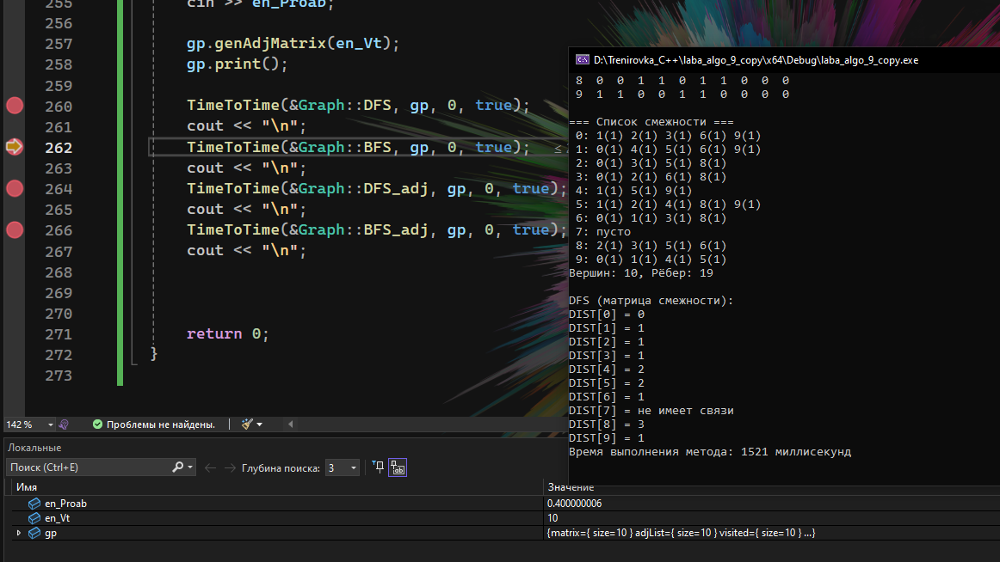 255
cin >> en_Proab;
256
257 gp.genAdjMatrix(en_Vt);
258 gp.print();
259
260 TimeToTime(&Graph::DFS, gp, 0, true);
261 cout << "\n";
262 TimeToTime(&Graph::BFS, gp, 0, true);
263 cout << "\n";
264 TimeToTime(&Graph::DFS_adj, gp, 0, true);
265 cout << "\n";
266 TimeToTime(&Graph::BFS_adj, gp, 0, true);
267 cout << "\n";
268
269
270
271 return 0;
272 }
273
142 %
Проблемы не найдены.
D:\Trenirovka_C++\laba_algo_9_copy\x64\Debug\laba_algo_9_copy.exe
8 0 0 1 1 0 1 1 0 0 0
9 1 1 0 0 1 1 0 0 0 0
=== Список смежности ===
0: 1(1) 2(1) 3(1) 6(1) 9(1)
1: 0(1) 4(1) 5(1) 6(1) 9(1)
2: 0(1) 3(1) 5(1) 8(1)
3: 0(1) 2(1) 6(1) 8(1)
4: 1(1) 5(1) 9(1)
5: 1(1) 2(1) 4(1) 8(1) 9(1)
6: 0(1) 1(1) 3(1) 8(1)
7: пусто
8: 2(1) 3(1) 5(1) 6(1)
9: 0(1) 1(1) 4(1) 5(1)
Вершин: 10, Рёбер: 19
DFS (матрица смежности):
DIST[0] = 0
DIST[1] = 1
DIST[2] = 1
DIST[3] = 1
DIST[4] = 2
DIST[5] = 2
DIST[6] = 1
DIST[7] = не имеет связи
DIST[8] = 3
DIST[9] = 1
Время выполнения метода: 1521 миллисекунд
Локальные
Поиск (Ctrl+E) Глубина поиска: 3
Имя Значение
en_Proab 0.400000006
en_Vt 10
gp {matrix={ size=10 } adjList={ size=10 } visited={ size=10 } ...}